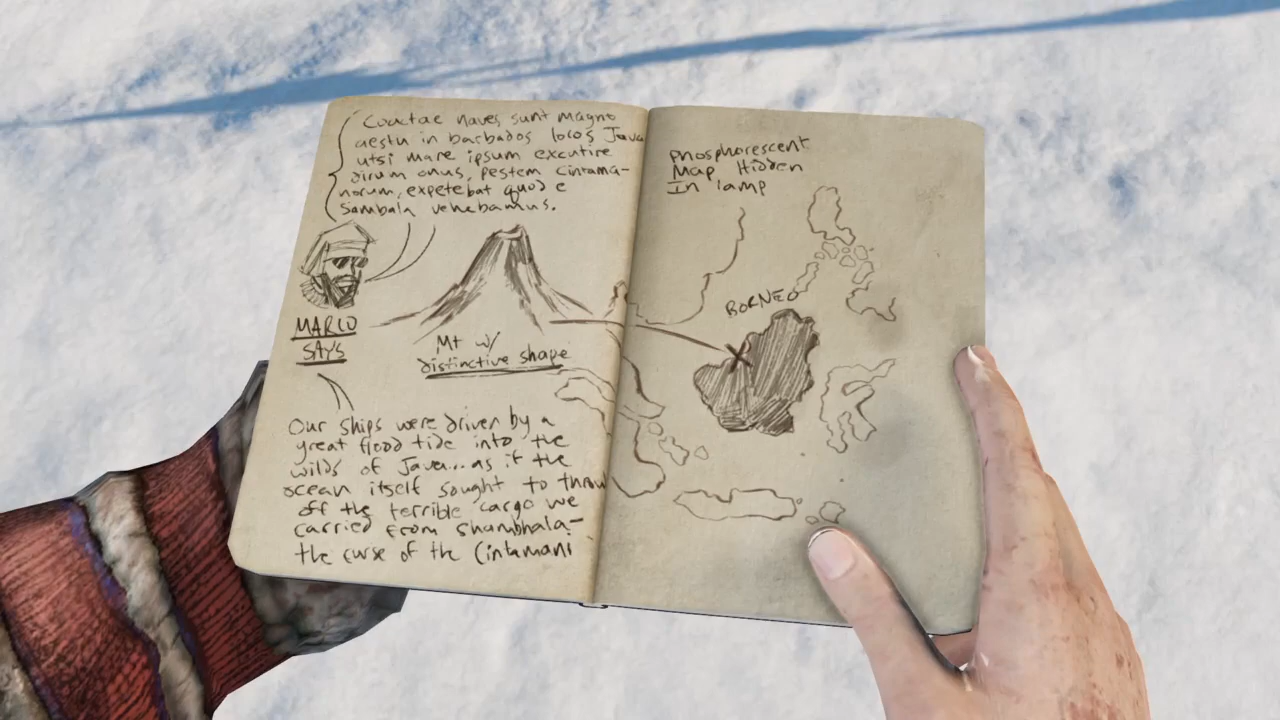 Coactae naves sunt magno
aestu in barbados locos Java
utsi mare ipsum excutire
dirum onus, pestem cintama-
norum, expetebat quod e
Sambala vehebamus.
MARCO
SAYS
Mt w/
distinctive shape
Our ships were driven by a
great flood tide into the
wilds of Java... as if the
ocean itself sought to throw
off the terrible cargo we
carried from Shambhala-
the curse of the Cintamani
Phosphorescent
Map Hidden
In lamp
BORNEO